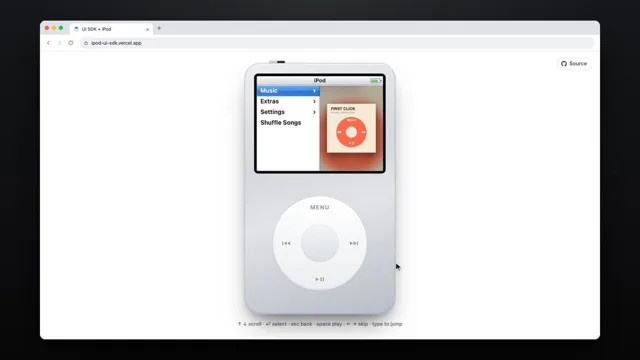 UI SDK + iPod
ipod-ui-sdk.vercel.app
Source
iPod
Music
Extras
Settings
Shuffle Songs
FIRST CLICK
MENU
↑ ↓ scroll · ⏎ select · esc back · space play · ← → skip · type to jump